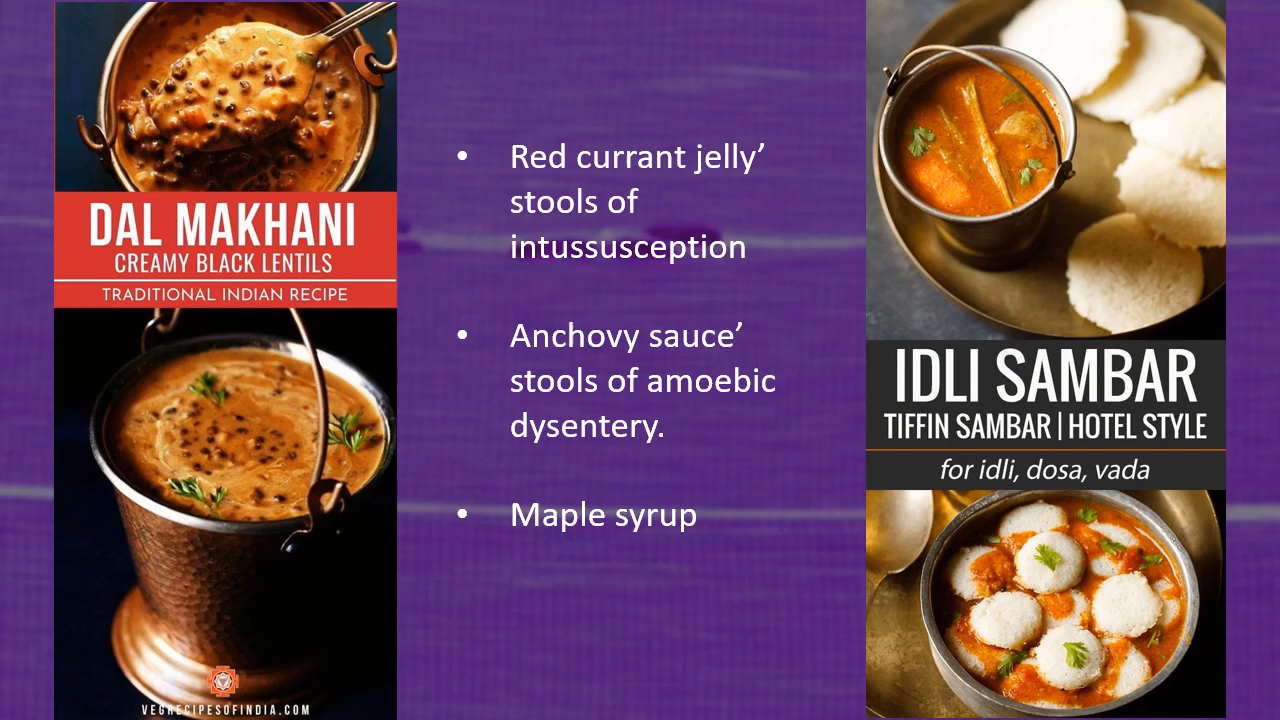 DAL MAKHANI
CREAMY BLACK LENTILS
TRADITIONAL INDIAN RECIPE
VEGRECIPESOFINDIA.COM
• Red currant jelly’
stools of
intussusception
• Anchovy sauce’
stools of amoebic
dysentery.
• Maple syrup
IDLI SAMBAR
TIFFIN SAMBAR | HOTEL STYLE
for idli, dosa, vada